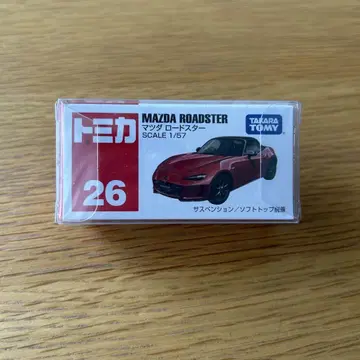 トミカ
26
MAZDA ROADSTER
マツダ ロードスター
SCALE 1/57
TAKARA
TOMY
サスペンション／ソフトトップ脱着